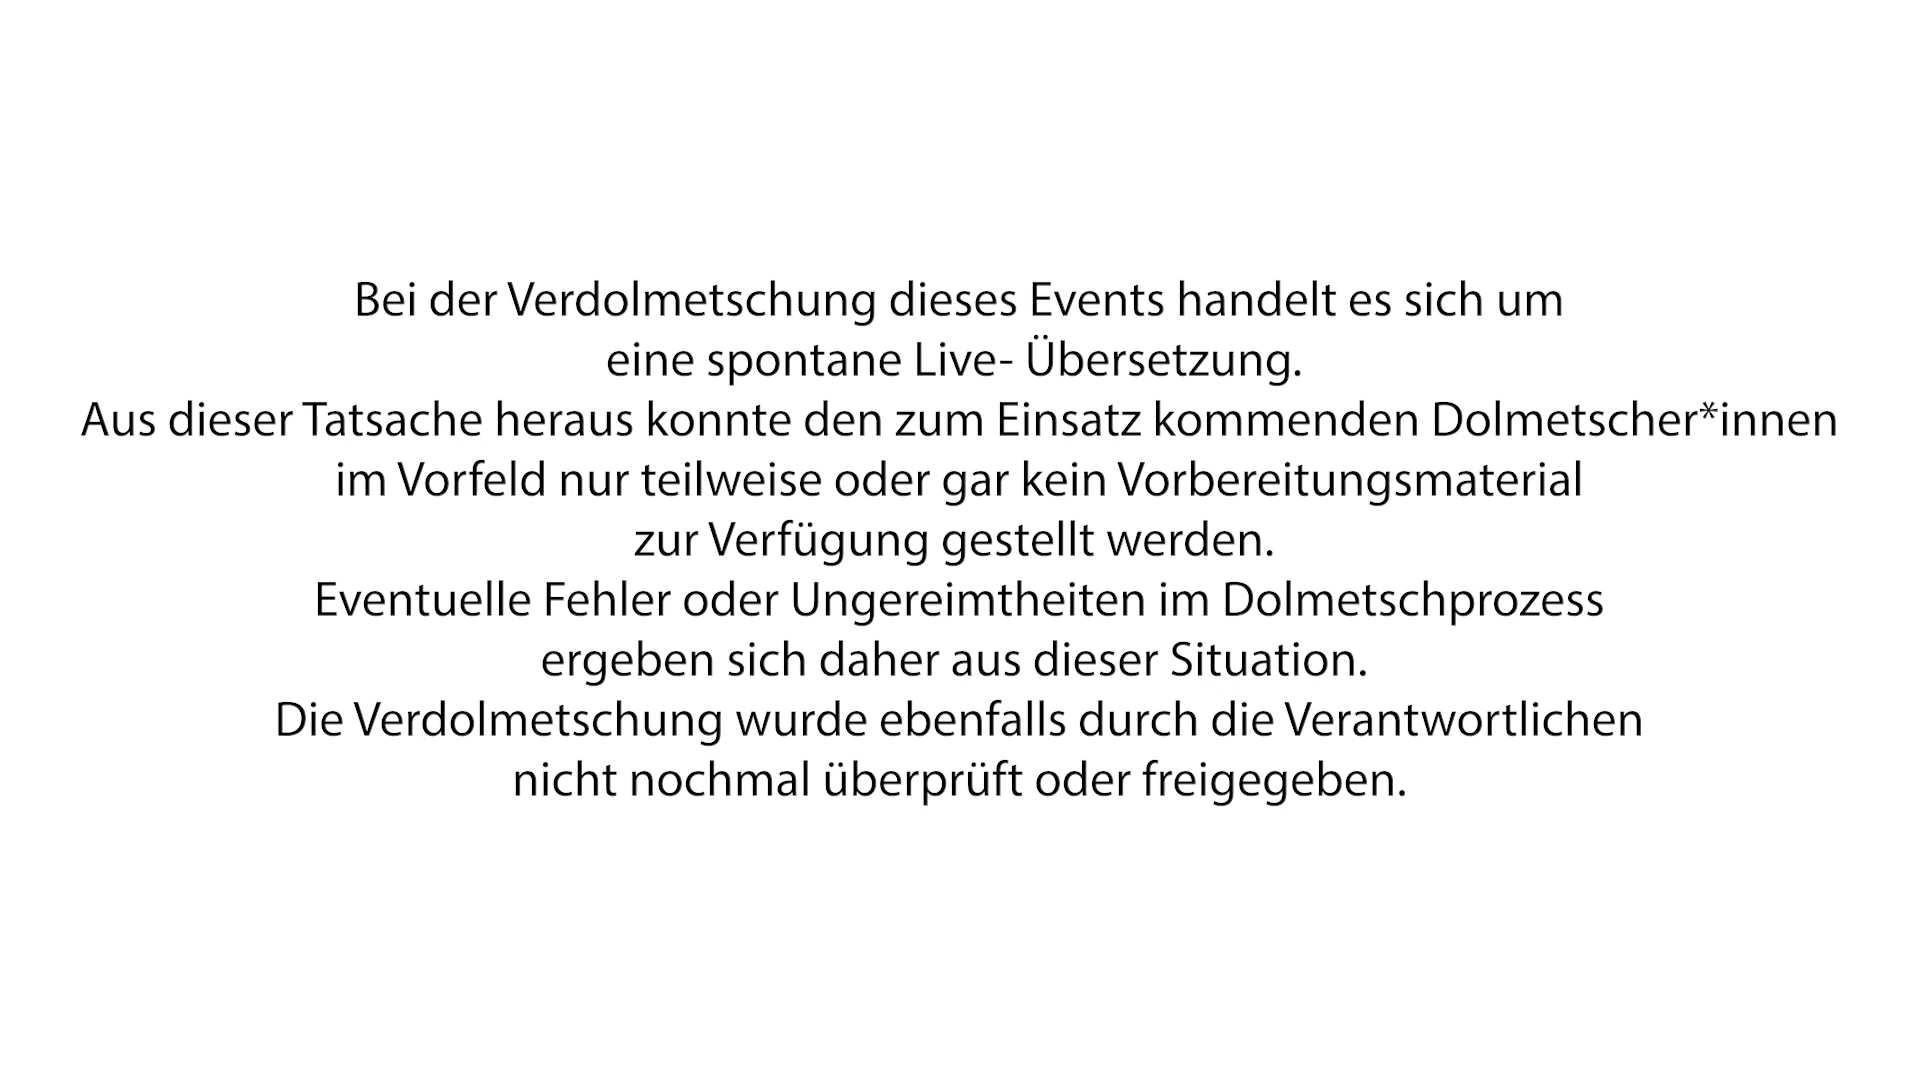 Bei der Verdolmetschung dieses Events handelt es sich um
eine spontane Live- Übersetzung.
Aus dieser Tatsache heraus konnte den zum Einsatz kommenden Dolmetscher*innen
im Vorfeld nur teilweise oder gar kein Vorbereitungsmaterial
zur Verfügung gestellt werden.
Eventuelle Fehler oder Ungereimtheiten im Dolmetschprozess
ergeben sich daher aus dieser Situation.
Die Verdolmetschung wurde ebenfalls durch die Verantwortlichen
nicht nochmal überprüft oder freigegeben.